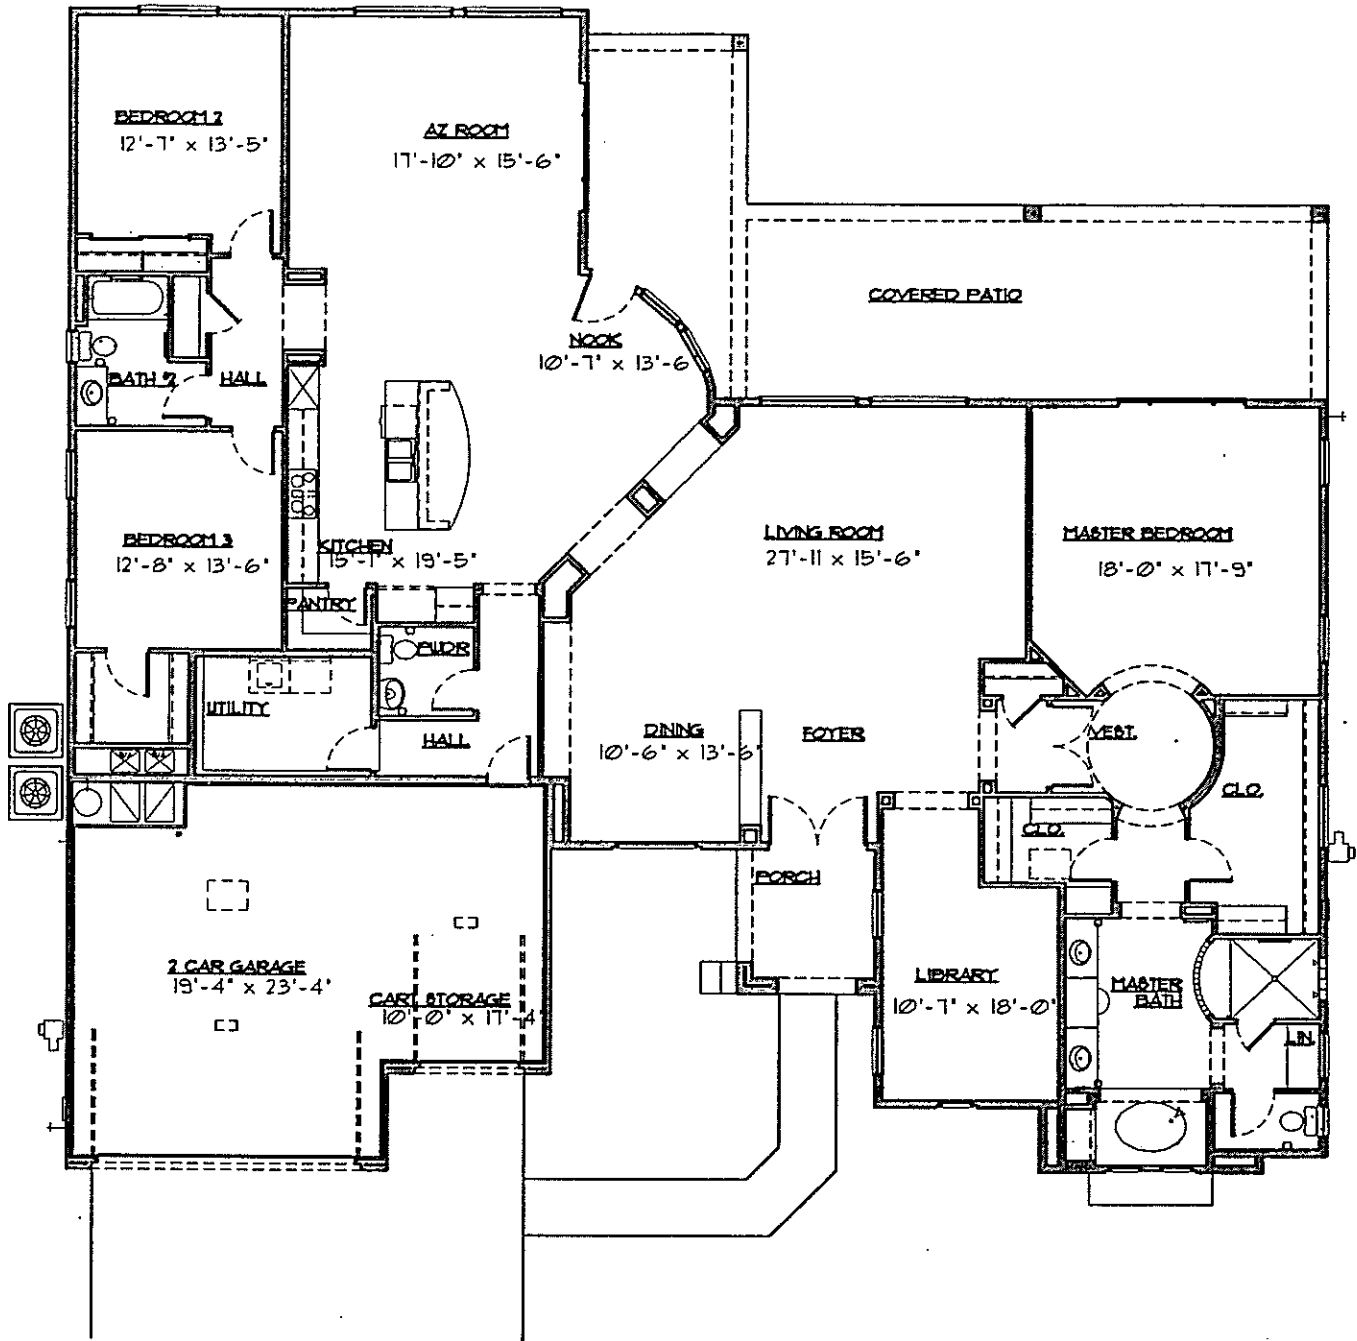 BEDROOM 2
12'-7" x 13'-5"
AZ ROOM
17'-10" x 15'-6"
COVERED PATIO
NOOK
10'-7" x 13'-6
BATH 2
HALL
BEDROOM 3
12'-8" x 13'-6"
KITCHEN
15'-1" x 19'-5"
LIVING ROOM
27'-11 x 15'-6"
MASTER BEDROOM
18'-0" x 17'-9"
PANTRY
PWDR
UTILITY
HALL
DINING
10'-6" x 13'-6"
FOYER
VEST.
CLO.
CLO.
PORCH
2 CAR GARAGE
19'-4" x 23'-4"
CART STORAGE
10'-0" x 17'-4"
LIBRARY
10'-7" x 18'-0"
MASTER
BATH
LIN.